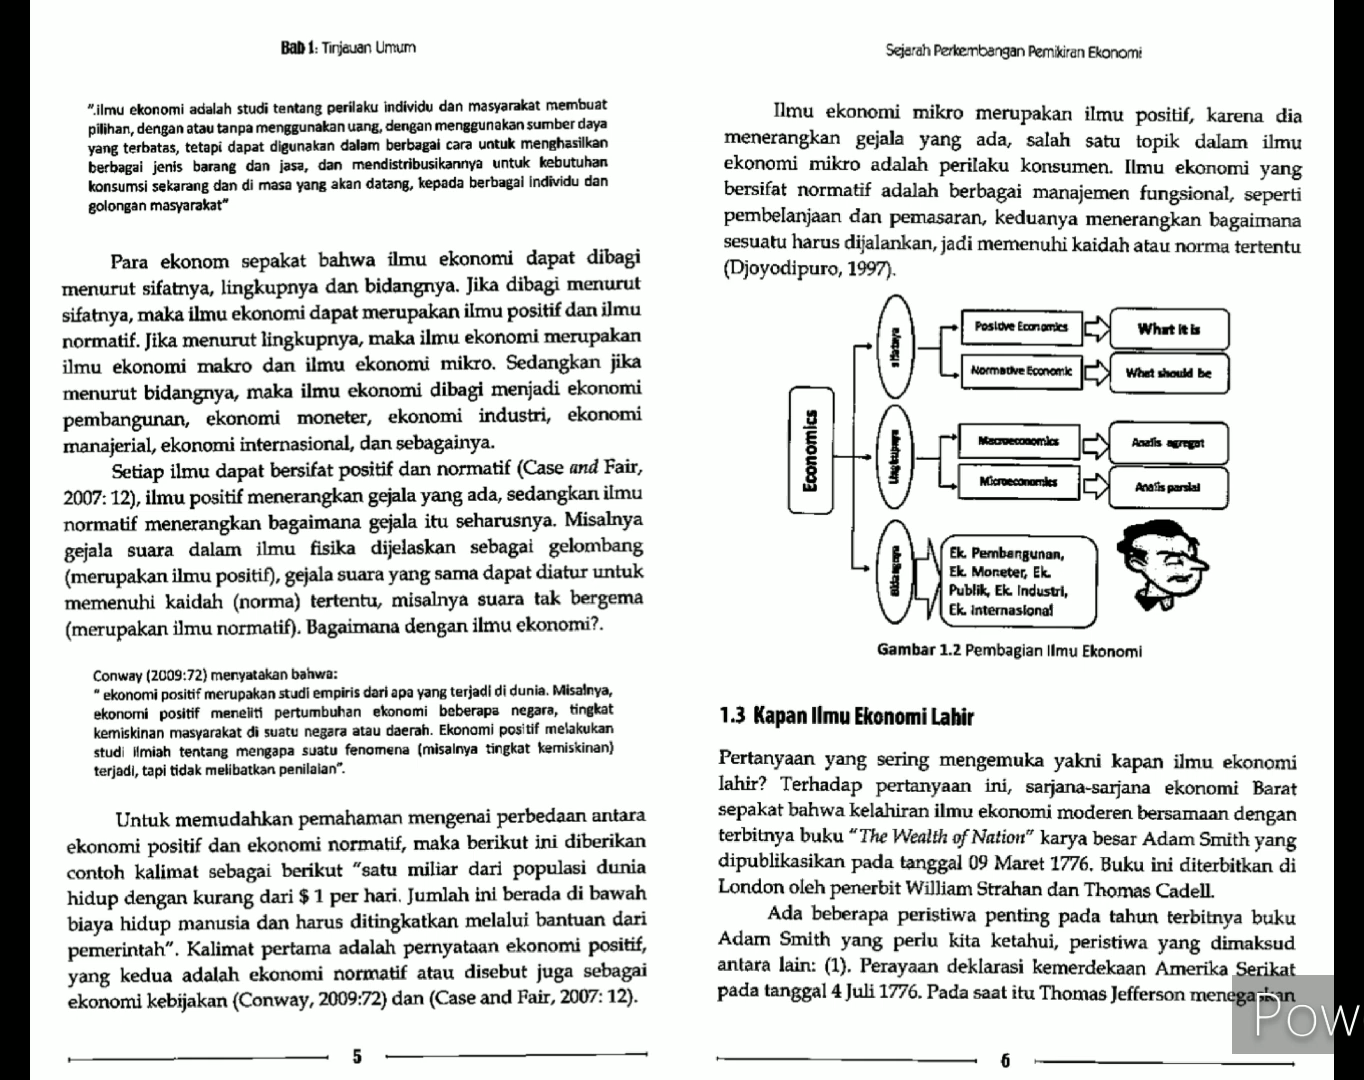 Bab 1: Tinjauan Umum
".ilmu ekonomi adalah studi tentang perilaku individu dan masyarakat membuat
pilihan, dengan atau tanpa menggunakan uang, dengan menggunakan sumber daya
yang terbatas, tetapi dapat digunakan dalam berbagai cara untuk menghasilkan
berbagai jenis barang dan jasa, dan mendistribusikannya untuk kebutuhan
konsumsi sekarang dan di masa yang akan datang, kepada berbagai individu dan
golongan masyarakat"
Para ekonom sepakat bahwa ilmu ekonomi dapat dibagi
menurut sifatnya, lingkupnya dan bidangnya. Jika dibagi menurut
sifatnya, maka ilmu ekonomi dapat merupakan ilmu positif dan ilmu
normatif. Jika menurut lingkupnya, maka ilmu ekonomi merupakan
ilmu ekonomi makro dan ilmu ekonomi mikro. Sedangkan jika
menurut bidangnya, maka ilmu ekonomi dibagi menjadi ekonomi
pembangunan, ekonomi moneter, ekonomi industri, ekonomi
manajerial, ekonomi internasional, dan sebagainya.
Setiap ilmu dapat bersifat positif dan normatif (Case and Fair,
2007: 12), ilmu positif menerangkan gejala yang ada, sedangkan ilmu
normatif menerangkan bagaimana gejala itu seharusnya. Misalnya
gejala suara dalam ilmu fisika dijelaskan sebagai gelombang
(merupakan ilmu positif), gejala suara yang sama dapat diatur untuk
memenuhi kaidah (norma) tertentu, misalnya suara tak bergema
(merupakan ilmu normatif). Bagaimana dengan ilmu ekonomi?.
Conway (2009:72) menyatakan bahwa:
" ekonomi positif merupakan studi empiris dari apa yang terjadi di dunia. Misalnya,
ekonomi positif meneliti pertumbuhan ekonomi beberapa negara, tingkat
kemiskinan masyarakat di suatu negara atau daerah. Ekonomi positif melakukan
studi ilmiah tentang mengapa suatu fenomena (misalnya tingkat kemiskinan)
terjadi, tapi tidak melibatkan penilaian".
Untuk memudahkan pemahaman mengenai perbedaan antara
ekonomi positif dan ekonomi normatif, maka berikut ini diberikan
contoh kalimat sebagai berikut "satu miliar dari populasi dunia
hidup dengan kurang dari $ 1 per hari. Jumlah ini berada di bawah
biaya hidup manusia dan harus ditingkatkan melalui bantuan dari
pemerintah". Kalimat pertama adalah pernyataan ekonomi positif,
yang kedua adalah ekonomi normatif atau disebut juga sebagai
ekonomi kebijakan (Conway, 2009:72) dan (Case and Fair, 2007: 12).
5
Sejarah Perkembangan Pemikiran Ekonomi
Ilmu ekonomi mikro merupakan ilmu positif, karena dia
menerangkan gejala yang ada, salah satu topik dalam ilmu
ekonomi mikro adalah perilaku konsumen. Ilmu ekonomi yang
bersifat normatif adalah berbagai manajemen fungsional, seperti
pembelanjaan dan pemasaran, keduanya menerangkan bagaimana
sesuatu harus dijalankan, jadi memenuhi kaidah atau norma tertentu
(Djoyodipuro, 1997).
Economics
sifatnya
Positive Economics
What it is
Normative Economic
What should be
Lingkupnya
Macroeconomics
Analis agregat
Microeconomics
Analis parsial
Bidangnya
Ek. Pembangunan,
Ek. Moneter, Ek.
Publik, Ek. Industri,
Ek. Internasional
Gambar 1.2 Pembagian Ilmu Ekonomi
1.3 Kapan Ilmu Ekonomi Lahir
Pertanyaan yang sering mengemuka yakni kapan ilmu ekonomi
lahir? Terhadap pertanyaan ini, sarjana-sarjana ekonomi Barat
sepakat bahwa kelahiran ilmu ekonomi moderen bersamaan dengan
terbitnya buku "The Wealth of Nation" karya besar Adam Smith yang
dipublikasikan pada tanggal 09 Maret 1776. Buku ini diterbitkan di
London oleh penerbit William Strahan dan Thomas Cadell.
Ada beberapa peristiwa penting pada tahun terbitnya buku
Adam Smith yang perlu kita ketahui, peristiwa yang dimaksud
antara lain: (1). Perayaan deklarasi kemerdekaan Amerika Serikat
pada tanggal 4 Juli 1776. Pada saat itu Thomas Jefferson menegaskan
Pow
6